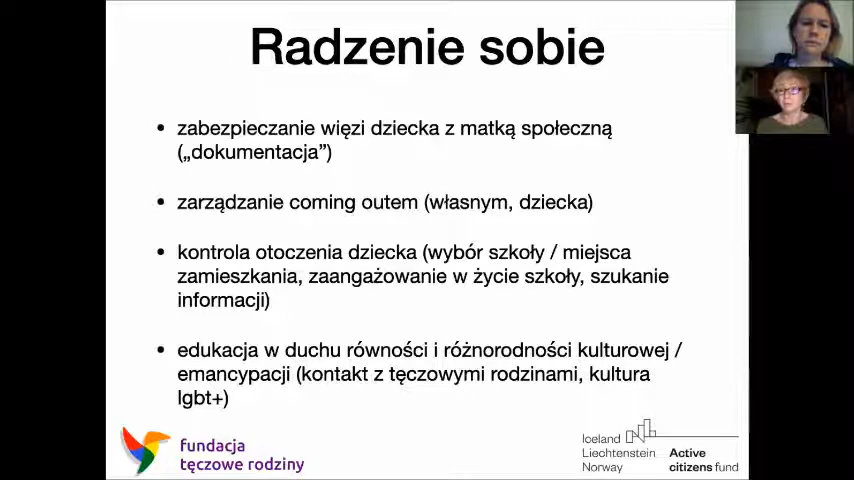 Radzenie sobie
• zabezpieczanie więzi dziecka z matką społeczną
(„dokumentacja”)
• zarządzanie coming outem (własnym, dziecka)
• kontrola otoczenia dziecka (wybór szkoły / miejsca
zamieszkania, zaangażowanie w życie szkoły, szukanie
informacji)
• edukacja w duchu równości i różnorodności kulturowej /
emancypacji (kontakt z tęczowymi rodzinami, kultura
lgbt+)
fundacja
tęczowe rodziny
Iceland
Liechtenstein
Norway
Active
citizens fund